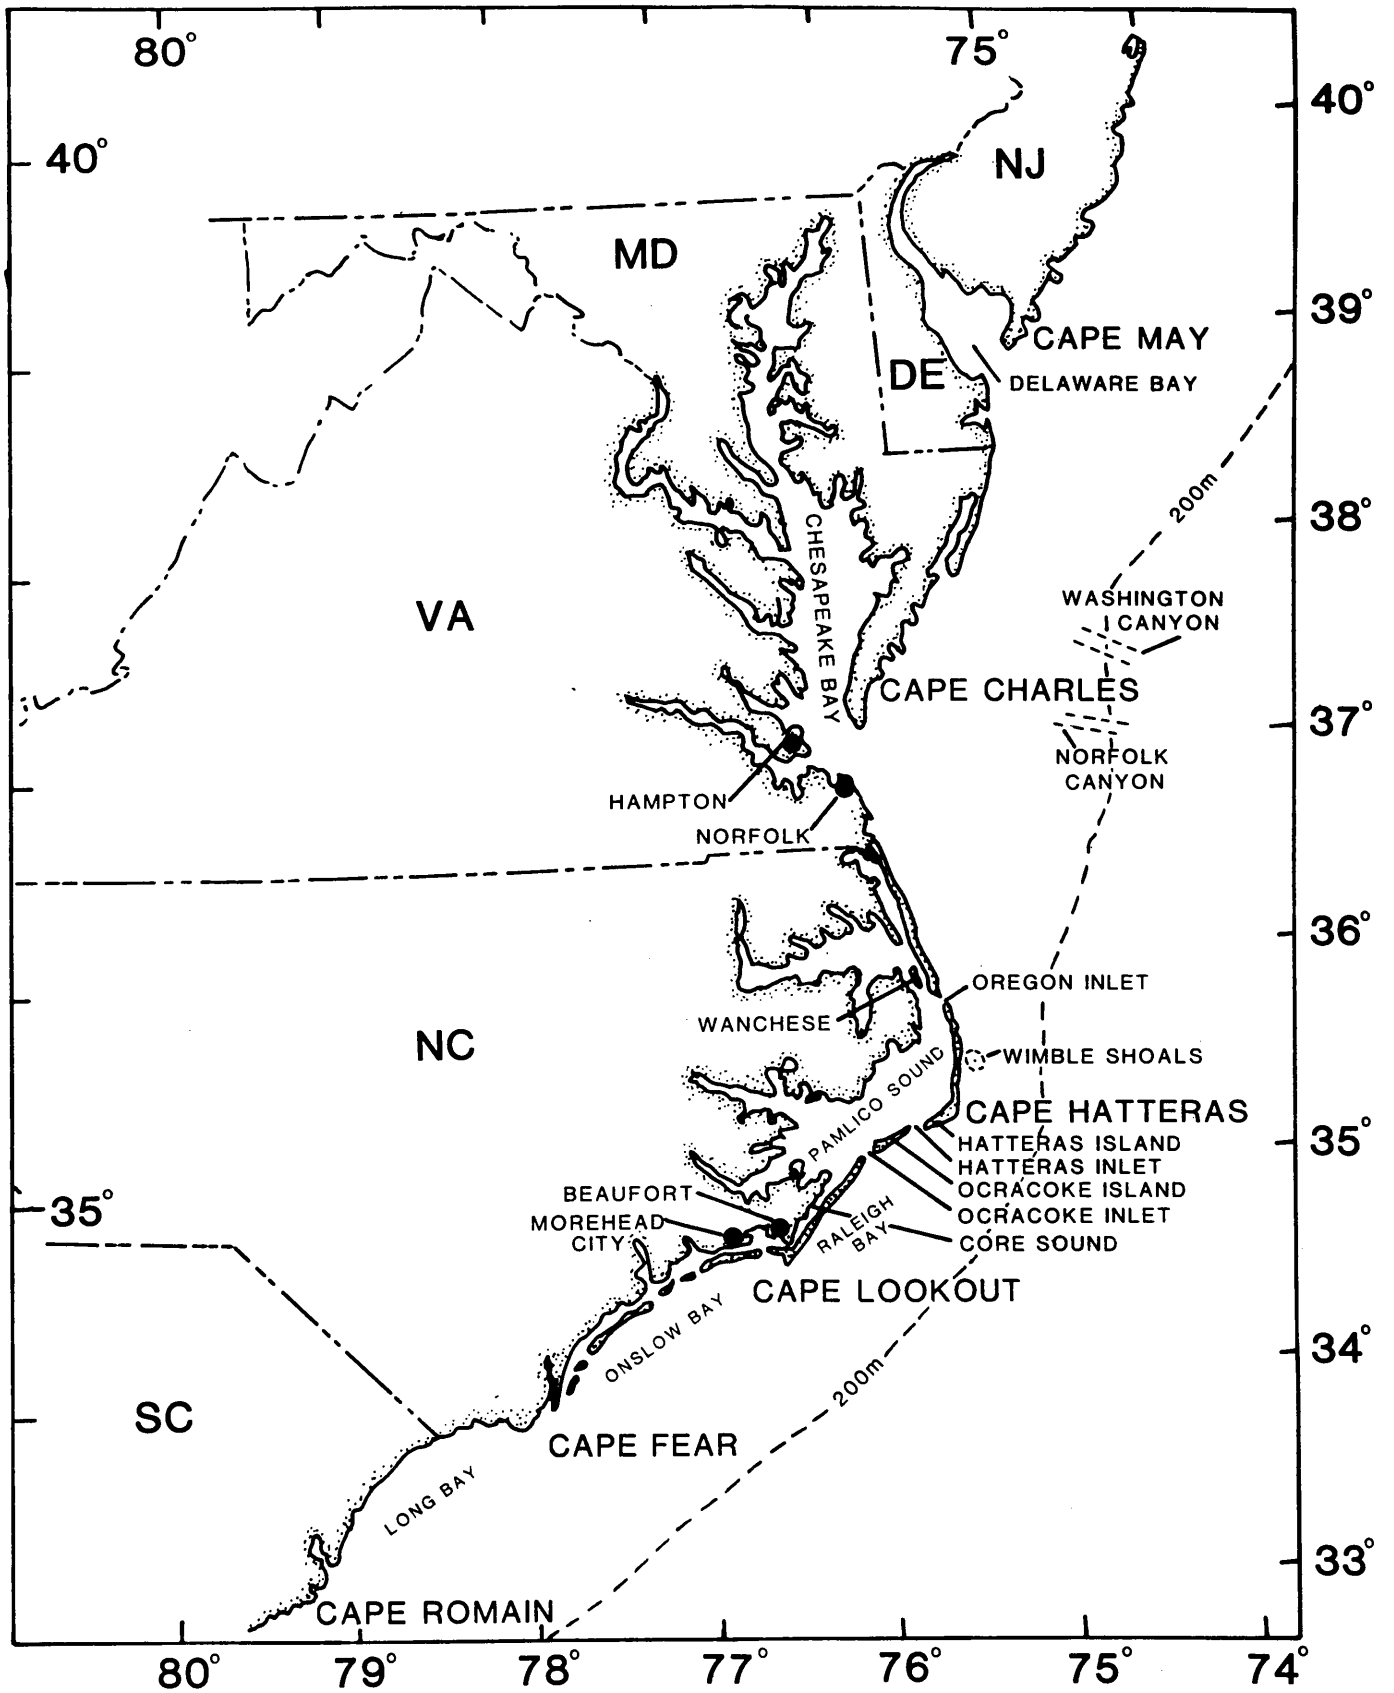 80°
75°
40°
40°
NJ
MD
39°
CAPE MAY
DE
DELAWARE BAY
200m
38°
CHESAPEAKE BAY
WASHINGTON
CANYON
VA
CAPE CHARLES
37°
NORFOLK
CANYON
HAMPTON
NORFOLK
36°
OREGON INLET
WANCHESE
NC
WIMBLE SHOALS
PAMLICO SOUND
CAPE HATTERAS
35°
HATTERAS ISLAND
HATTERAS INLET
OCRACOKE ISLAND
BEAUFORT
35°
OCRACOKE INLET
MOREHEAD
CITY
RALEIGH
BAY
CORE SOUND
CAPE LOOKOUT
ONSLOW BAY
34°
200m
SC
CAPE FEAR
LONG BAY
33°
CAPE ROMAIN
80°
79°
78°
77°
76°
75°
74°